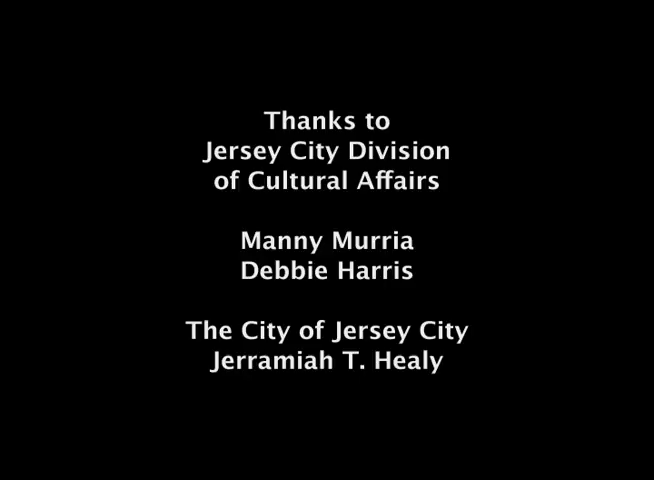 Thanks to
Jersey City Division
of Cultural Affairs
Manny Murria
Debbie Harris
The City of Jersey City
Jerramiah T. Healy